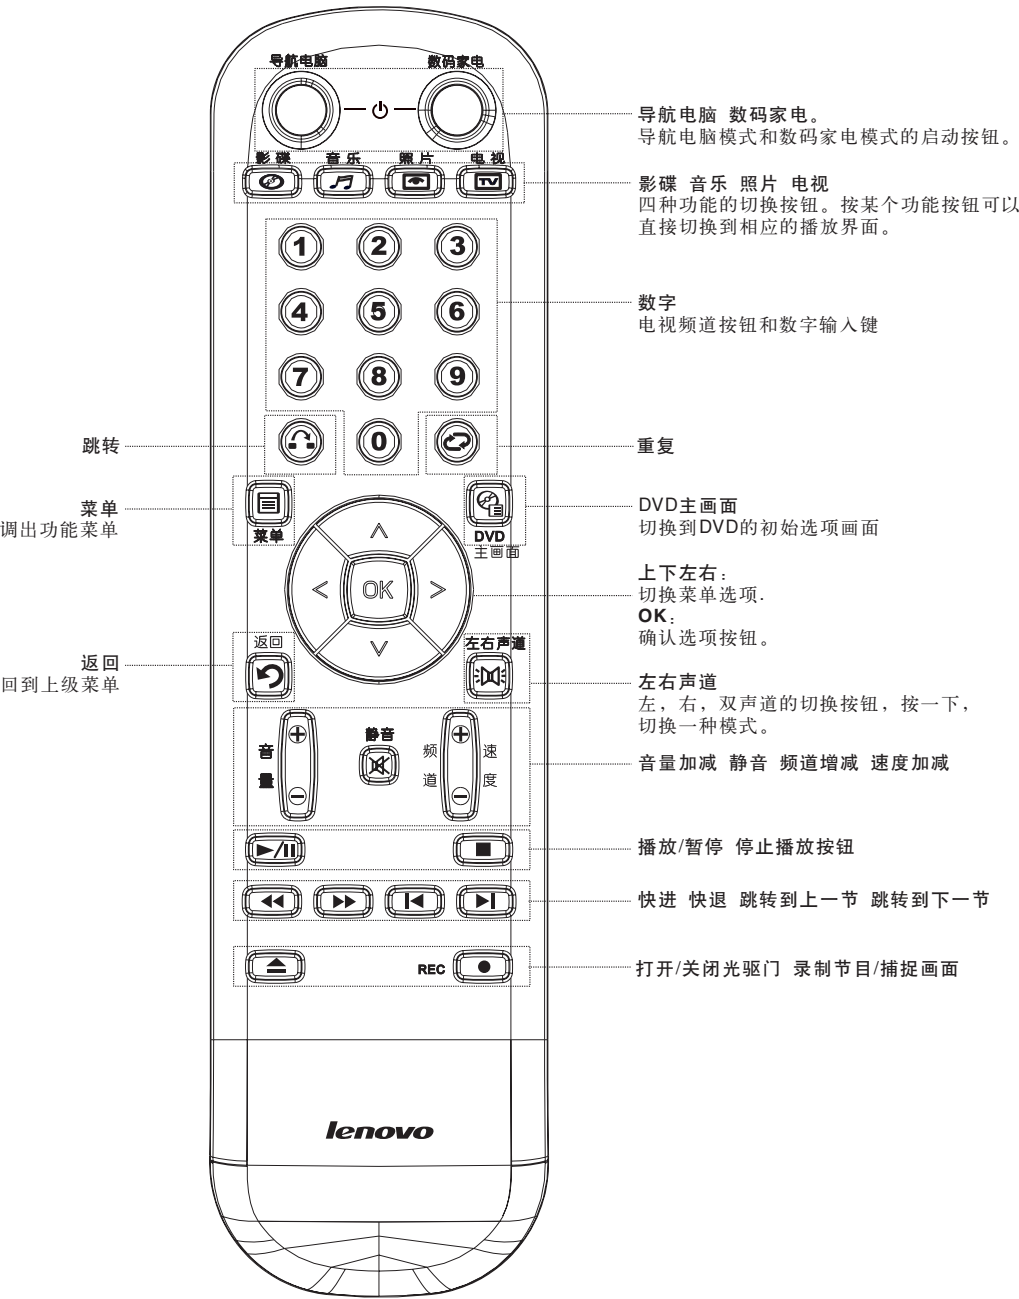 导航电脑 数码家电
导航电脑 数码家电。
导航电脑模式和数码家电模式的启动按钮。
影碟 音乐 照片 电视
TV
影碟 音乐 照片 电视
四种功能的切换按钮。按某个功能按钮可以
直接切换到相应的播放界面。
1 2 3
4 5 6
数字
电视频道按钮和数字输入键
7 8 9
0
跳转
重复
菜单
调出功能菜单
菜单
DVD
主画面
DVD主画面
切换到DVD的初始选项画面
OK
上下左右：
切换菜单选项.
OK：
确认选项按钮。
返回
左右声道
返回
回到上级菜单
左右声道
左，右，双声道的切换按钮，按一下，
切换一种模式。
音量
静音
频道
速度
音量加减 静音 频道增减 速度加减
播放/暂停 停止播放按钮
快进 快退 跳转到上一节 跳转到下一节
REC
打开/关闭光驱门 录制节目/捕捉画面
lenovo